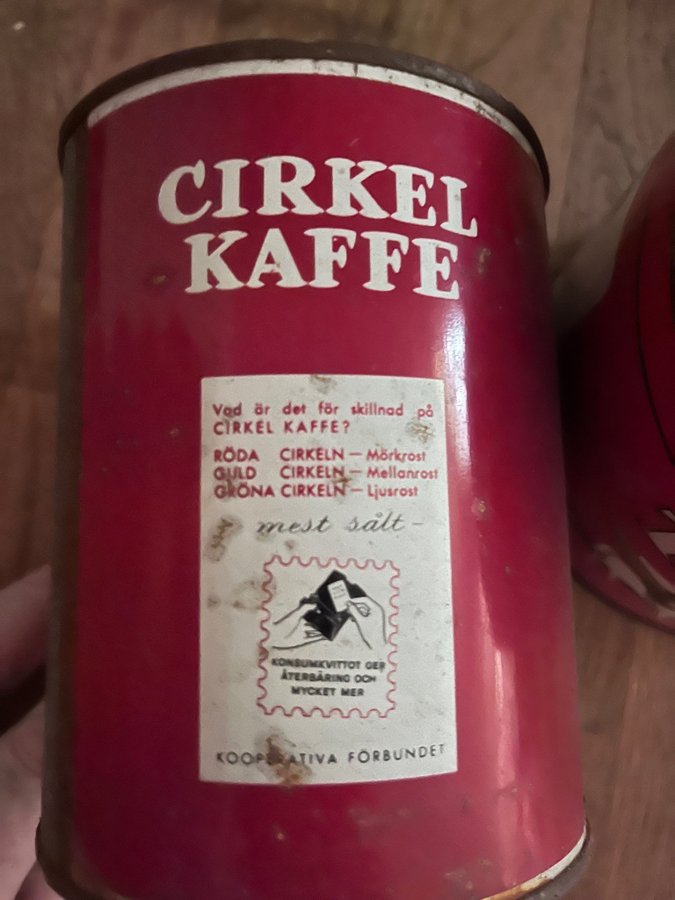 CIRKEL
KAFFE
Vad är det för skillnad på
CIRKEL KAFFE?
RÖDA CIRKELN – Mörkrost
GULD CIRKELN – Mellanrost
GRÖNA CIRKELN – Ljusrost
mest sålt –
KONSUMKVITTOT GER
ÅTERBÄRING OCH
MYCKET MER
KOOPERATIVA FÖRBUNDET